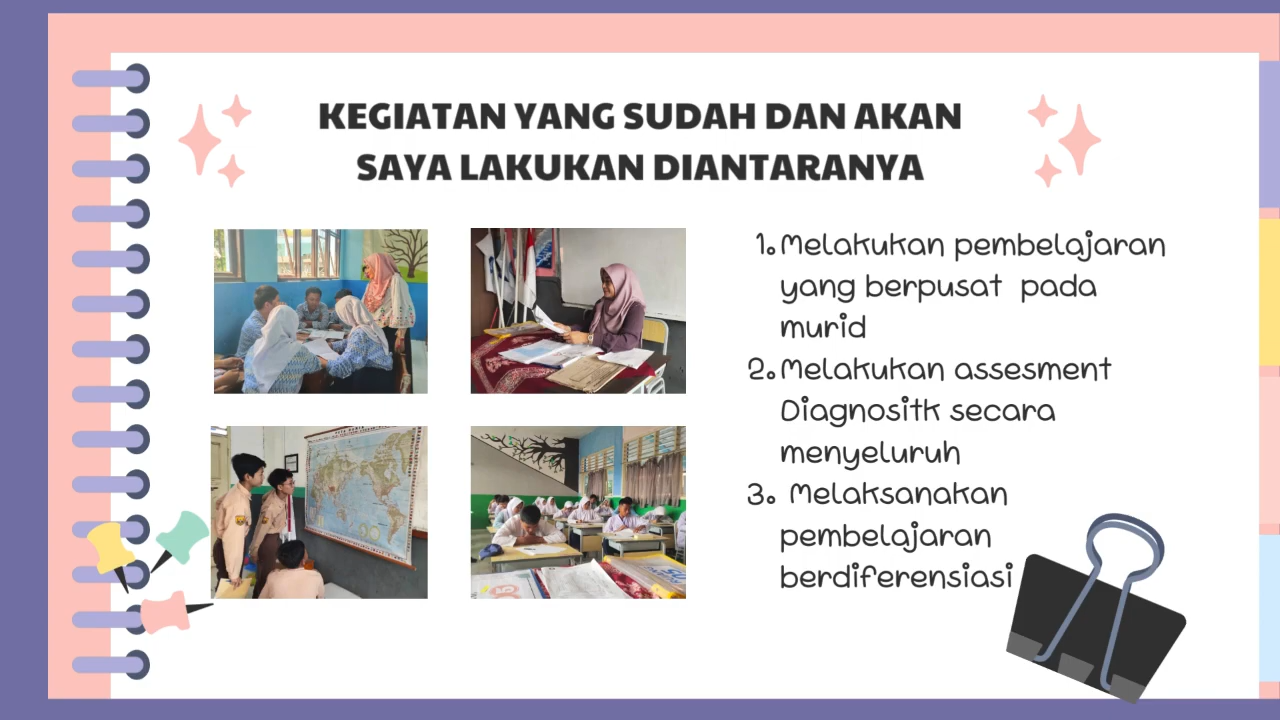 KEGIATAN YANG SUDAH DAN AKAN
SAYA LAKUKAN DIANTARANYA
1. Melakukan pembelajaran
yang berpusat pada
murid
2. Melakukan assesment
Diagnositk secara
menyeluruh
3. Melaksanakan
pembelajaran
berdiferensiasi